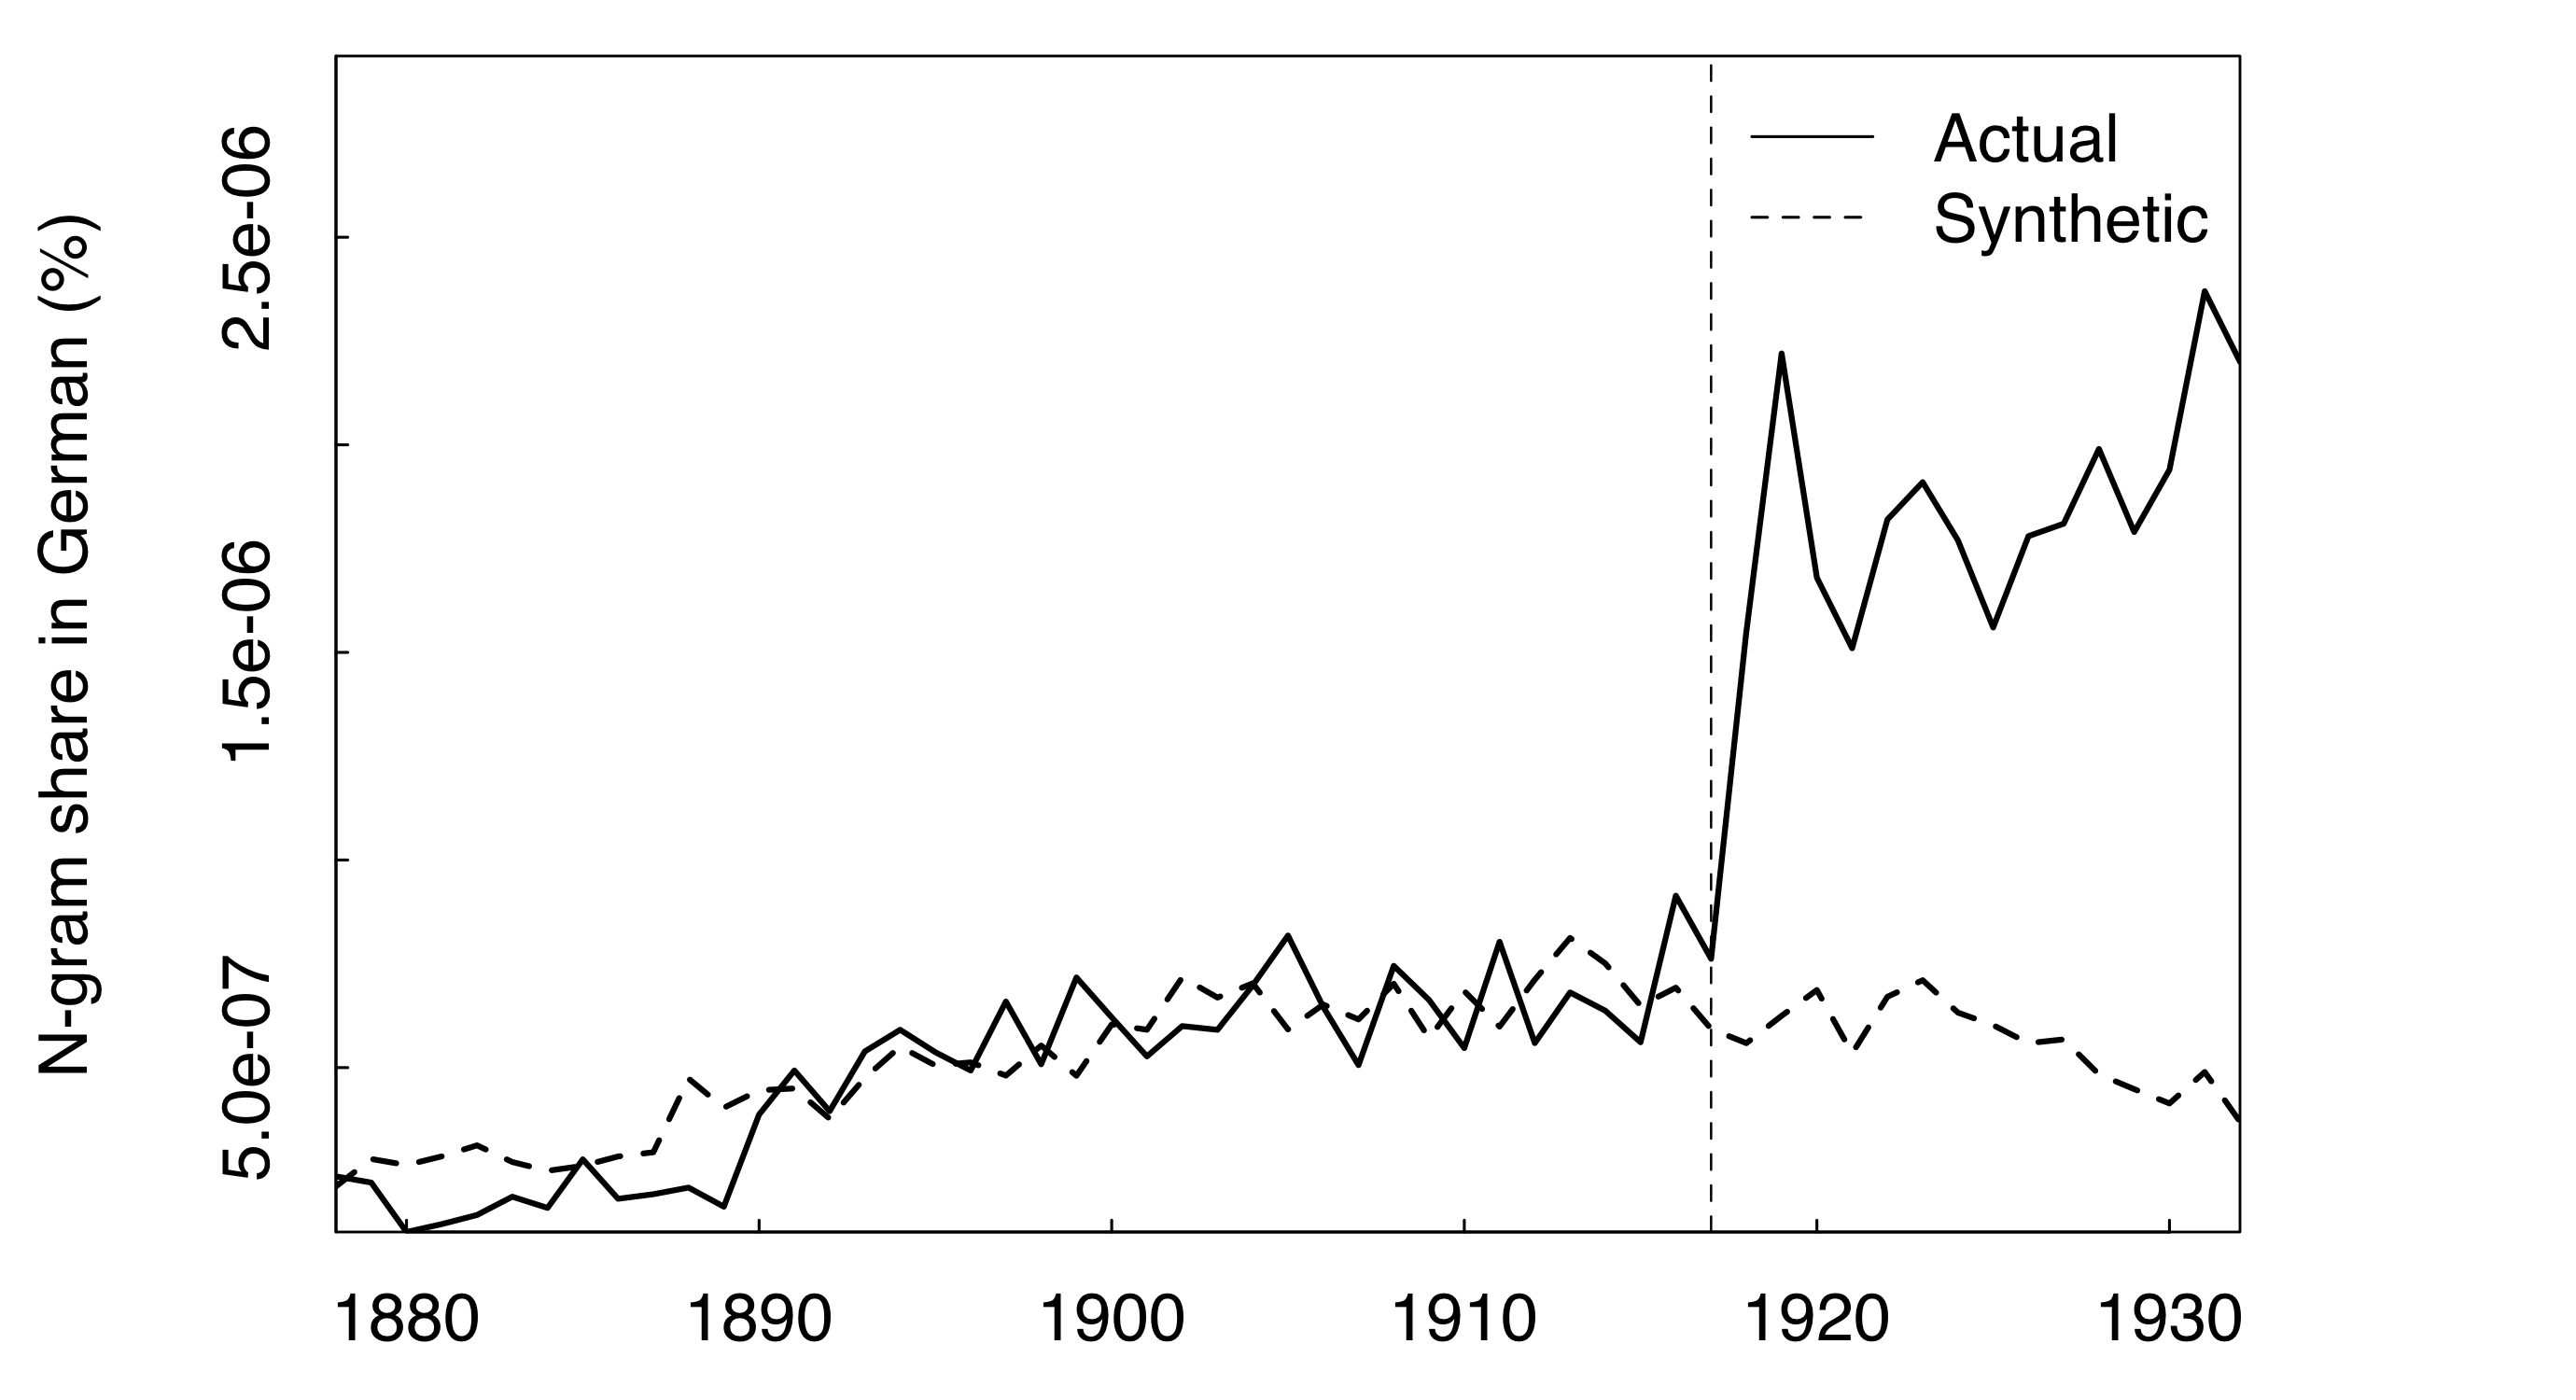 N-gram share in German (%)
2.5e-06
1.5e-06
5.0e-07
Actual
Synthetic
1880 1890 1900 1910 1920 1930